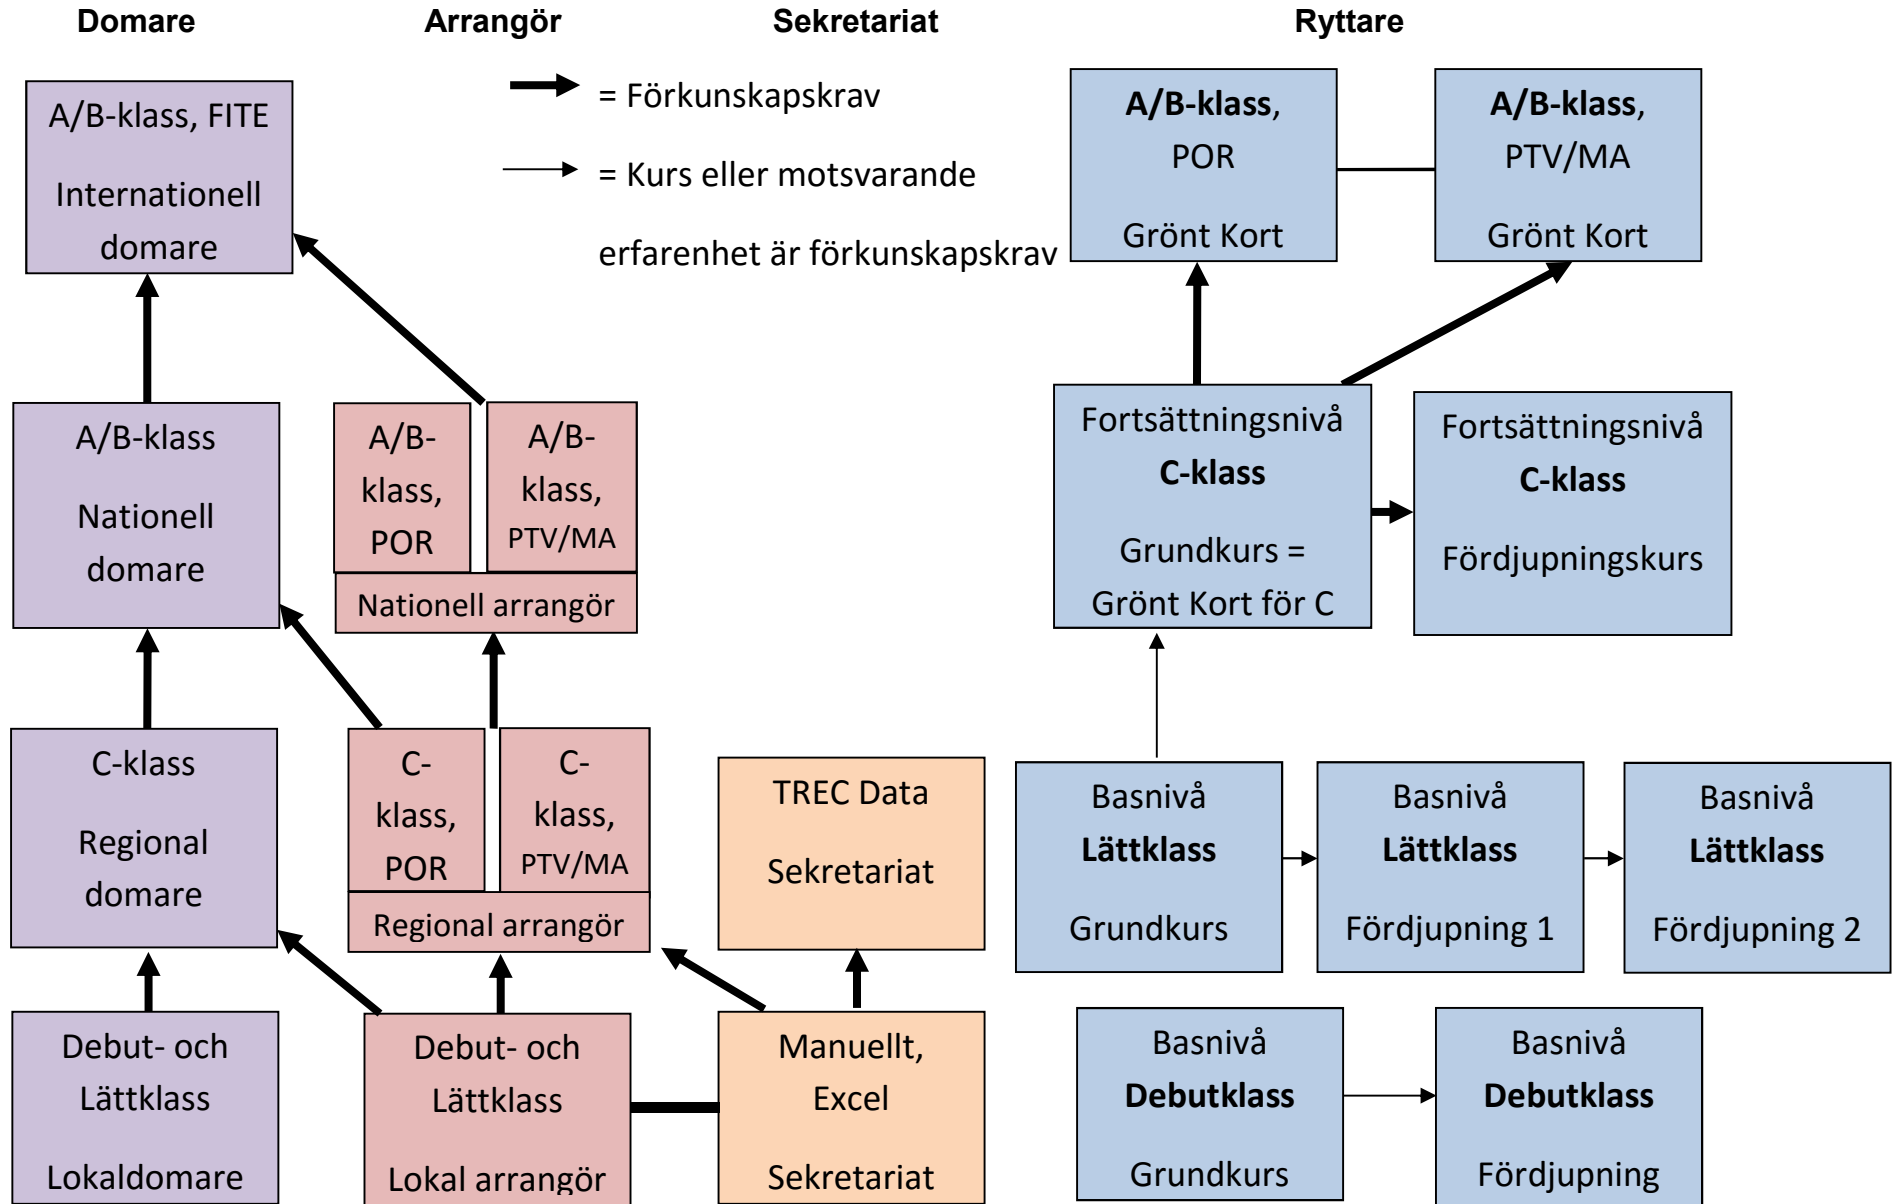 Domare
Arrangör
Sekretariat
Ryttare
= Förkunskapskrav
= Kurs eller motsvarande
erfarenhet är förkunskapskrav
A/B-klass, FITE
Internationell
domare
A/B-klass,
POR
Grönt Kort
A/B-klass,
PTV/MA
Grönt Kort
A/B-klass
Nationell
domare
A/B-
klass,
POR
A/B-
klass,
PTV/MA
Nationell arrangör
Fortsättningsnivå
C-klass
Grundkurs =
Grönt Kort för C
Fortsättningsnivå
C-klass
Fördjupningskurs
C-klass
Regional
domare
C-
klass,
POR
C-
klass,
PTV/MA
Regional arrangör
TREC Data
Sekretariat
Basnivå
Lättklass
Grundkurs
Basnivå
Lättklass
Fördjupning 1
Basnivå
Lättklass
Fördjupning 2
Debut- och
Lättklass
Lokaldomare
Debut- och
Lättklass
Lokal arrangör
Manuellt,
Excel
Sekretariat
Basnivå
Debutklass
Grundkurs
Basnivå
Debutklass
Fördjupning